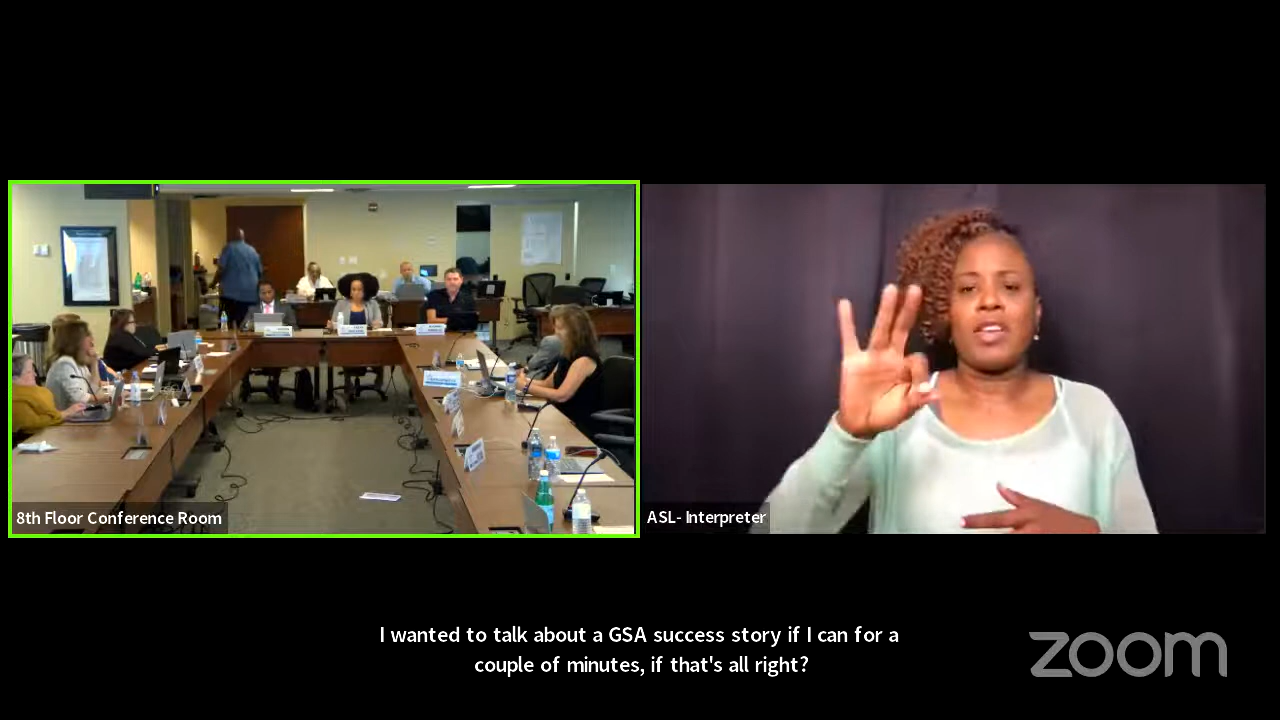 8th Floor Conference Room
ASL- Interpreter
I wanted to talk about a GSA success story if I can for a
couple of minutes, if that's all right?
zoom